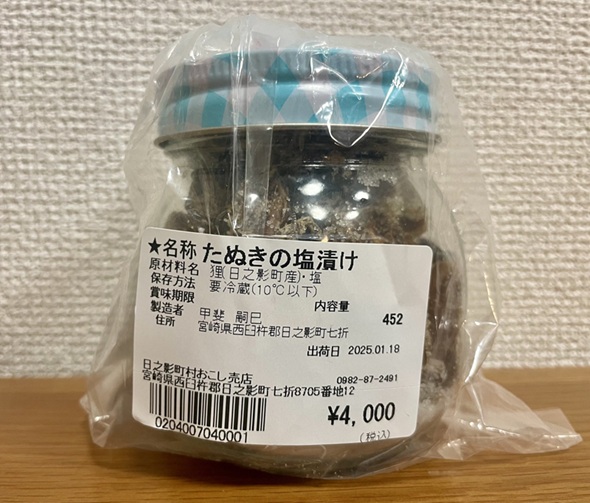 ★名称 たぬきの塩漬け
原材料名 狸(日之影町産)・塩
保存方法 要冷蔵(10℃以下)
賞味期限 内容量
製造者 甲斐 嗣巳 452
住所 宮崎県西臼杵郡日之影町七折
出荷日 2025.01.18
日之影町村おこし売店 0982-87-2491
宮崎県西臼杵郡日之影町七折8705番地12
¥4,000
(税込)
0204007040001